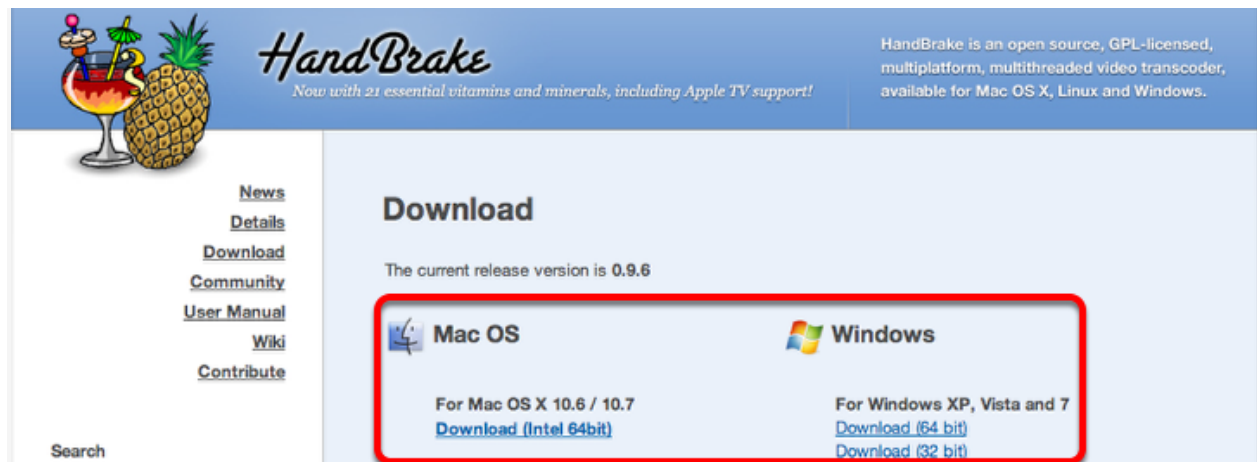 HandBrake
Now with 21 essential vitamins and minerals, including Apple TV support!
HandBrake is an open source, GPL-licensed,
multiplatform, multithreaded video transcoder,
available for Mac OS X, Linux and Windows.
News
Details
Download
Community
User Manual
Wiki
Contribute
Search
Download
The current release version is 0.9.6
Mac OS
For Mac OS X 10.6 / 10.7
Download (Intel 64bit)
Windows
For Windows XP, Vista and 7
Download (64 bit)
Download (32 bit)